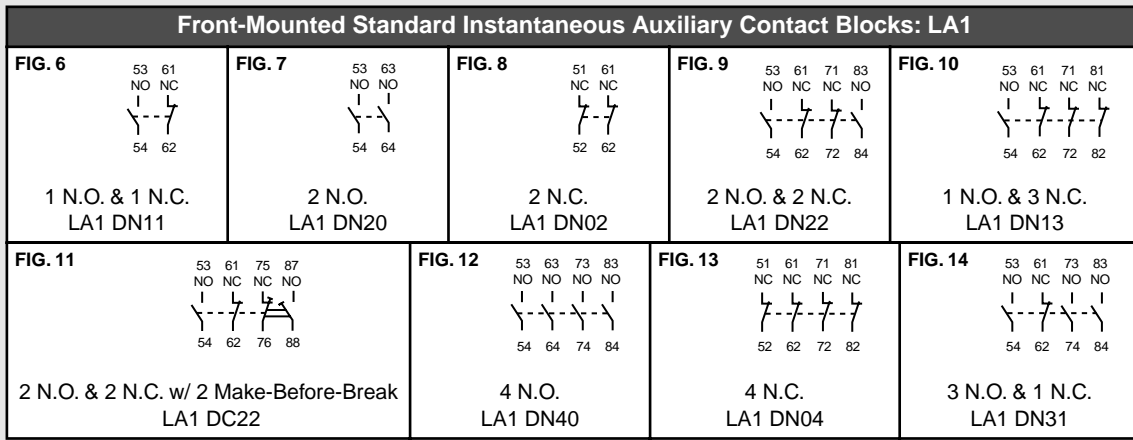 Front-Mounted Standard Instantaneous Auxiliary Contact Blocks: LA1
FIG. 6
53 61
NO NC
54 62
1 N.O. & 1 N.C.
LA1 DN11
FIG. 7
53 63
NO NO
54 64
2 N.O.
LA1 DN20
FIG. 8
51 61
NC NC
52 62
2 N.C.
LA1 DN02
FIG. 9
53 61 71 83
NO NC NC NO
54 62 72 84
2 N.O. & 2 N.C.
LA1 DN22
FIG. 10
53 61 71 81
NO NC NC NC
54 62 72 82
1 N.O. & 3 N.C.
LA1 DN13
FIG. 11
53 61 75 87
NO NC NC NO
54 62 76 88
2 N.O. & 2 N.C. w/ 2 Make-Before-Break
LA1 DC22
FIG. 12
53 63 73 83
NO NO NO NO
54 64 74 84
4 N.O.
LA1 DN40
FIG. 13
51 61 71 81
NC NC NC NC
52 62 72 82
4 N.C.
LA1 DN04
FIG. 14
53 61 73 83
NO NC NO NO
54 62 74 84
3 N.O. & 1 N.C.
LA1 DN31